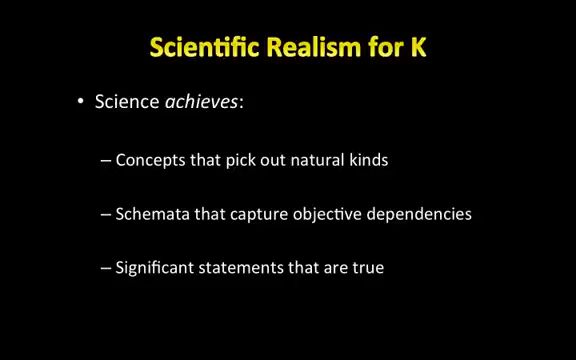 Scientific Realism for K
• Science achieves:
– Concepts that pick out natural kinds
– Schemata that capture objective dependencies
– Significant statements that are true